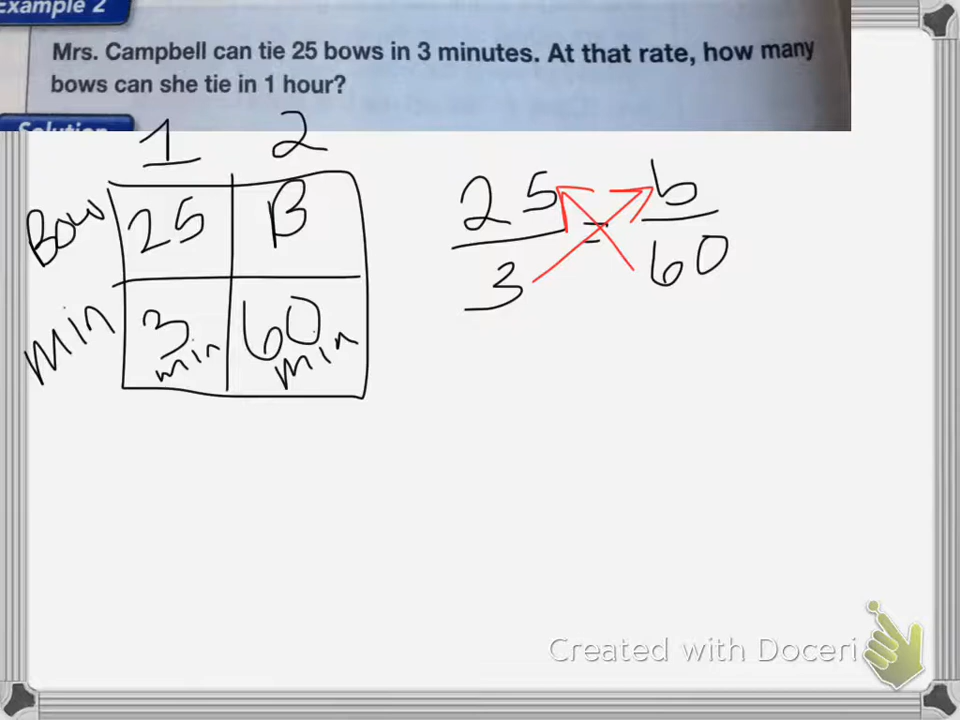 Example 2
Mrs. Campbell can tie 25 bows in 3 minutes. At that rate, how many
bows can she tie in 1 hour?
Solution
1 2
Bow 25 B
min 3 min 60 min
25/3 = b/60
Created with Doceri